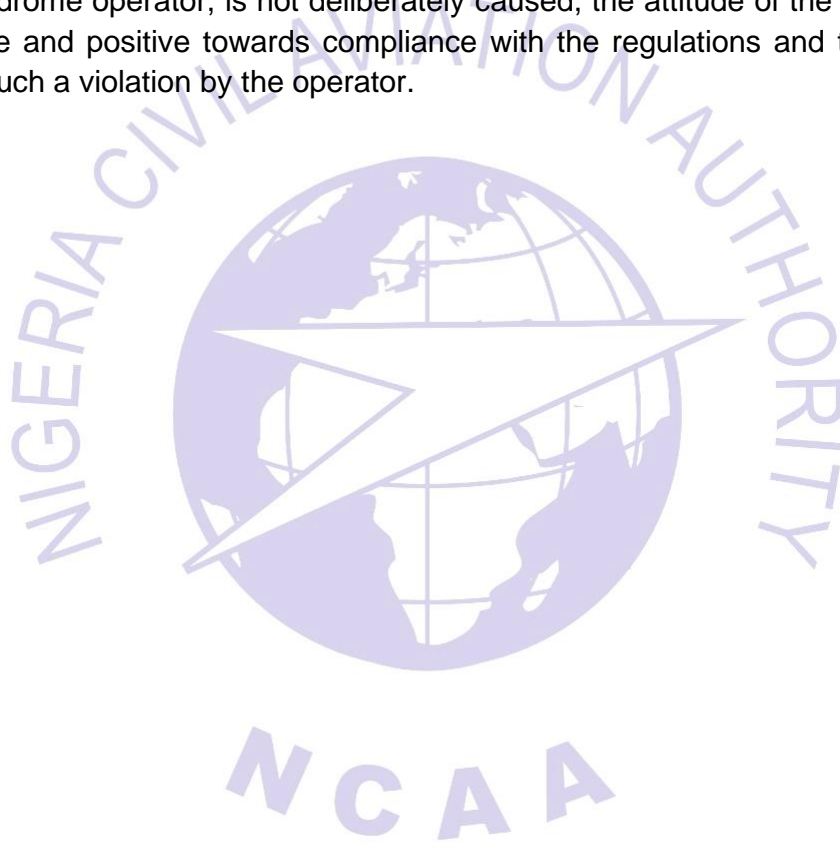 drome operator, is not deliberately caused, the attitude of the
e and positive towards compliance with the regulations and t
uch a violation by the operator.
NIGERIA CIVIL AVIATION AUTHORITY
NCAA